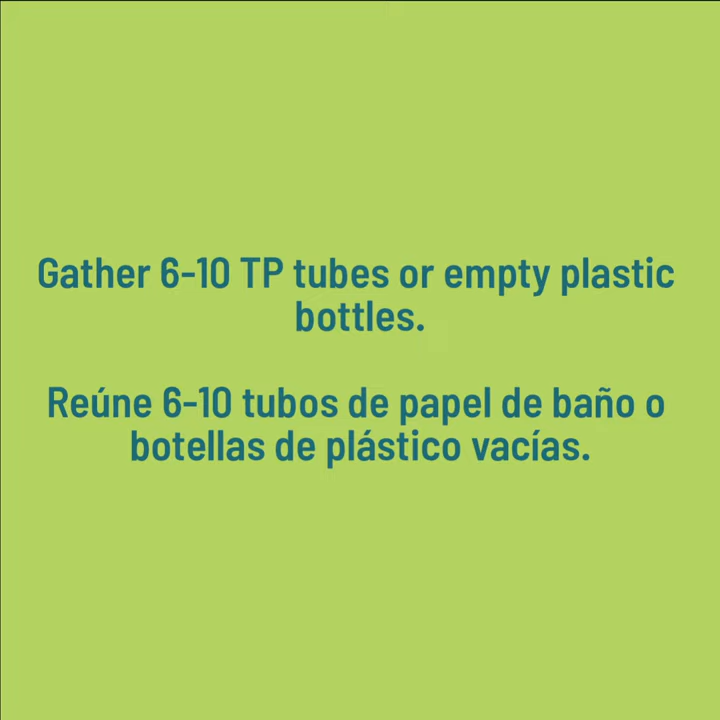 Gather 6-10 TP tubes or empty plastic
bottles.
Reúne 6-10 tubos de papel de baño o
botellas de plástico vacías.